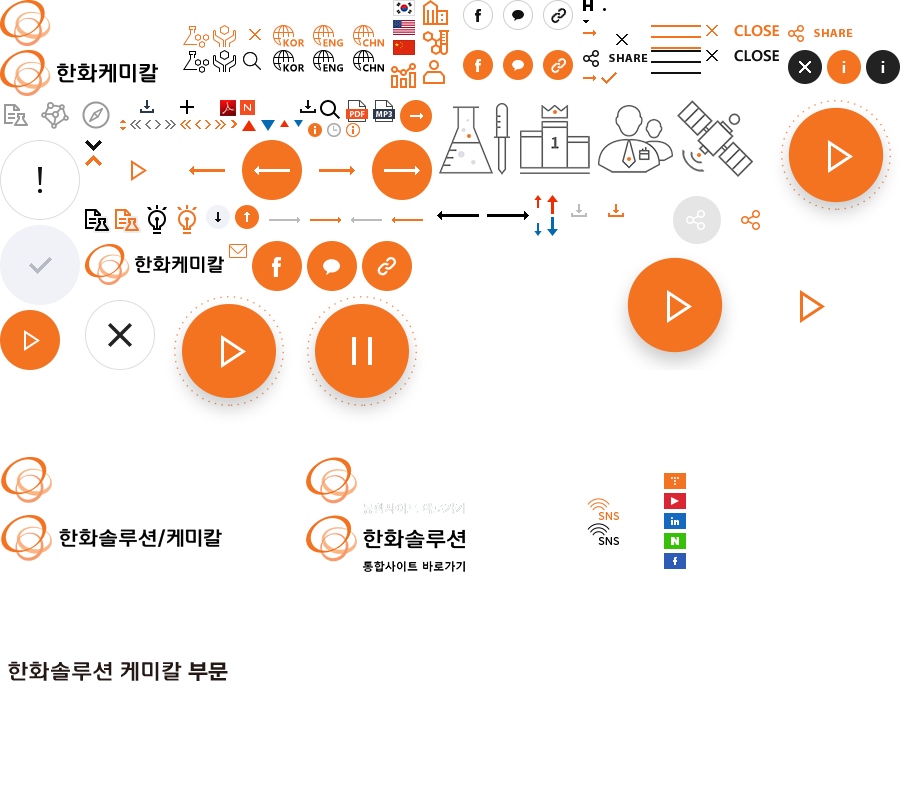 H .
CLOSE
SHARE
KOR ENG CHN
KOR ENG CHN
SHARE
CLOSE
한화케미칼
PDF MP3
N
1
!
한화케미칼
통합사이트 바로가기
SNS
한화솔루션/케미칼
한화솔루션
SNS
in
N
통합사이트 바로가기
한화솔루션 케미칼 부문